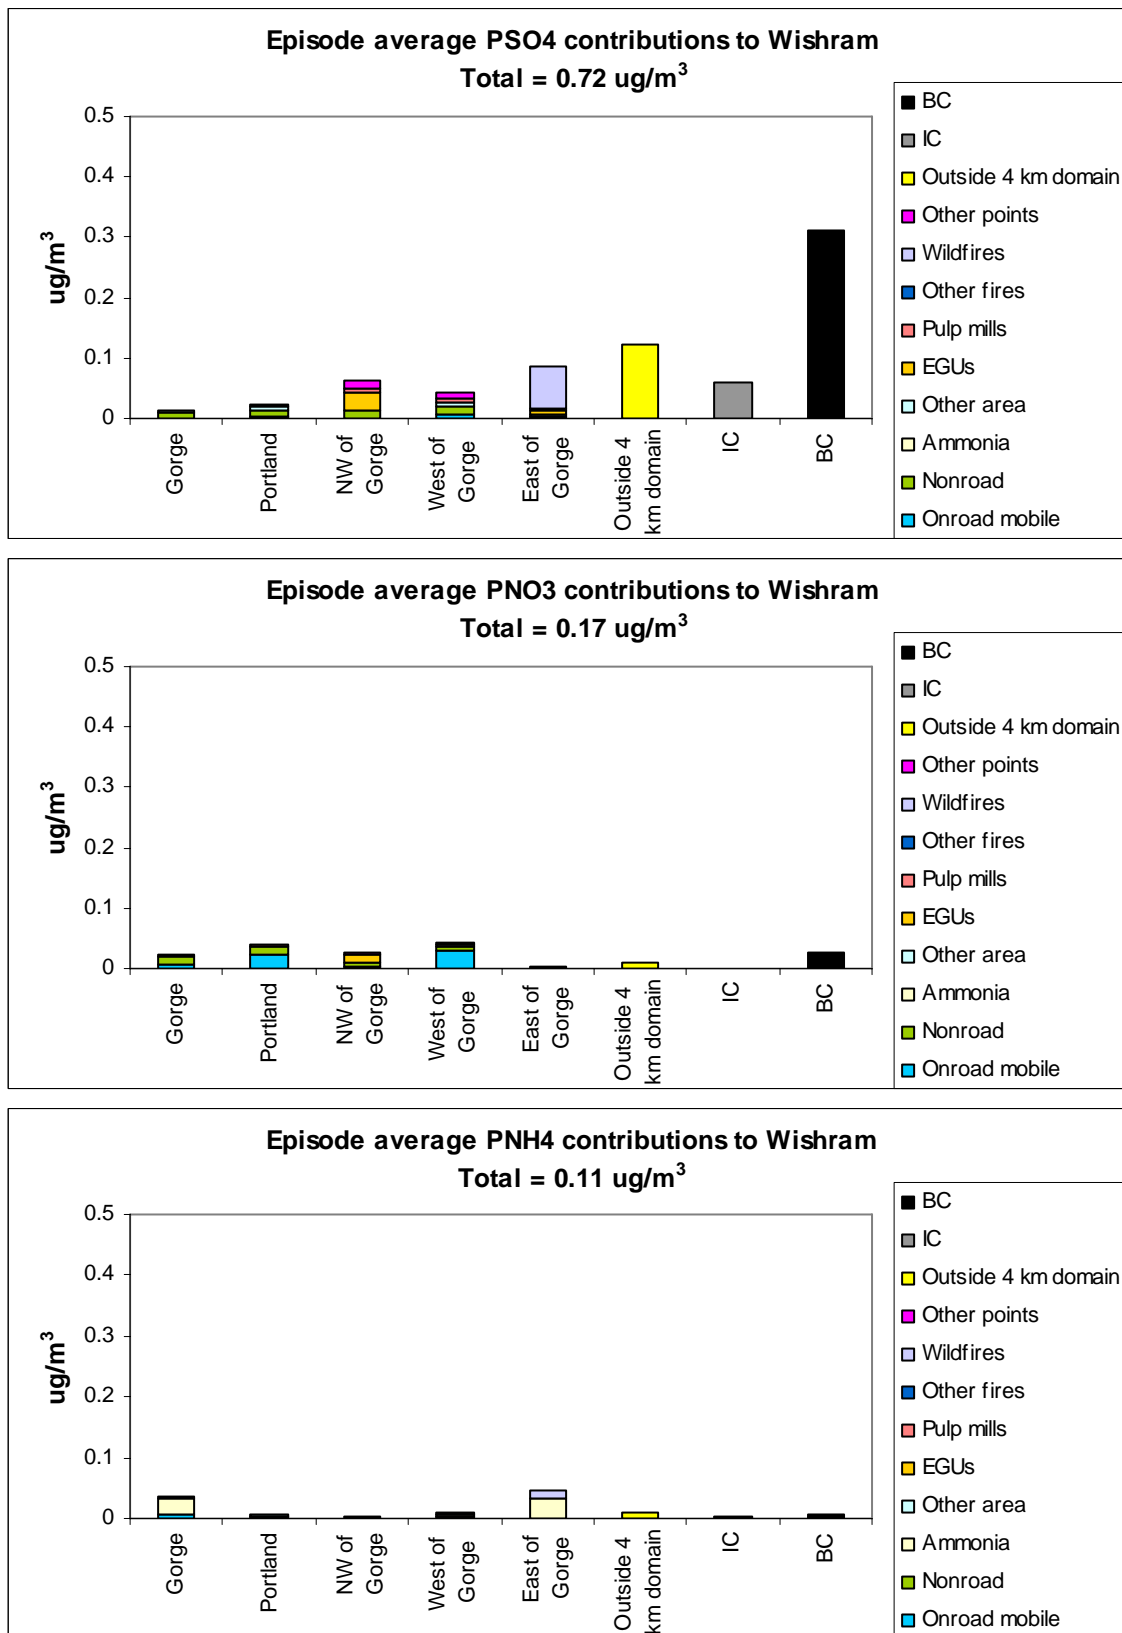 Episode average PSO4 contributions to Wishram
Total = 0.72 ug/m³
ug/m³
0.5
0.4
0.3
0.2
0.1
0
Gorge
Portland
NW of
Gorge
West of
Gorge
East of
Gorge
Outside 4
km domain
IC
BC
BC
IC
Outside 4 km domain
Other points
Wildfires
Other fires
Pulp mills
EGUs
Other area
Ammonia
Nonroad
Onroad mobile
Episode average PNO3 contributions to Wishram
Total = 0.17 ug/m³
ug/m³
0.5
0.4
0.3
0.2
0.1
0
Gorge
Portland
NW of
Gorge
West of
Gorge
East of
Gorge
Outside 4
km domain
IC
BC
BC
IC
Outside 4 km domain
Other points
Wildfires
Other fires
Pulp mills
EGUs
Other area
Ammonia
Nonroad
Onroad mobile
Episode average PNH4 contributions to Wishram
Total = 0.11 ug/m³
ug/m³
0.5
0.4
0.3
0.2
0.1
0
Gorge
Portland
NW of
Gorge
West of
Gorge
East of
Gorge
Outside 4
km domain
IC
BC
BC
IC
Outside 4 km domain
Other points
Wildfires
Other fires
Pulp mills
EGUs
Other area
Ammonia
Nonroad
Onroad mobile